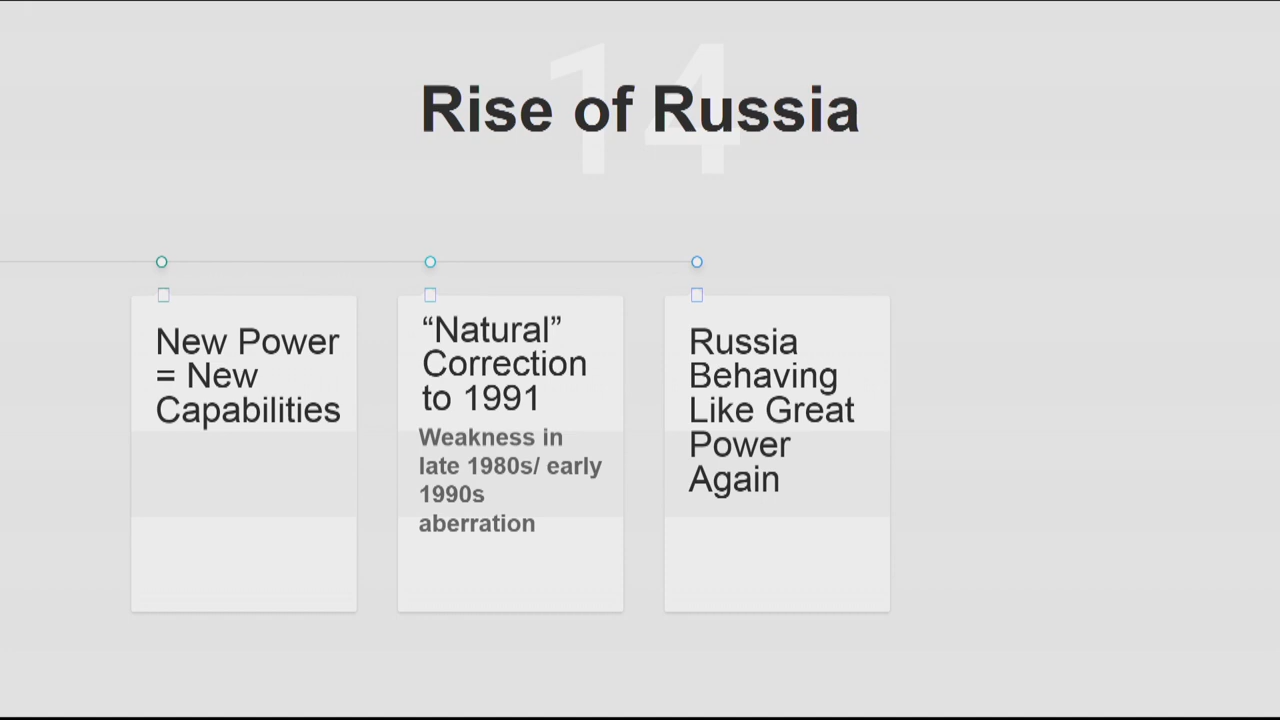 14
Rise of Russia
New Power
= New
Capabilities
“Natural”
Correction
to 1991
Weakness in
late 1980s/ early
1990s
aberration
Russia
Behaving
Like Great
Power
Again